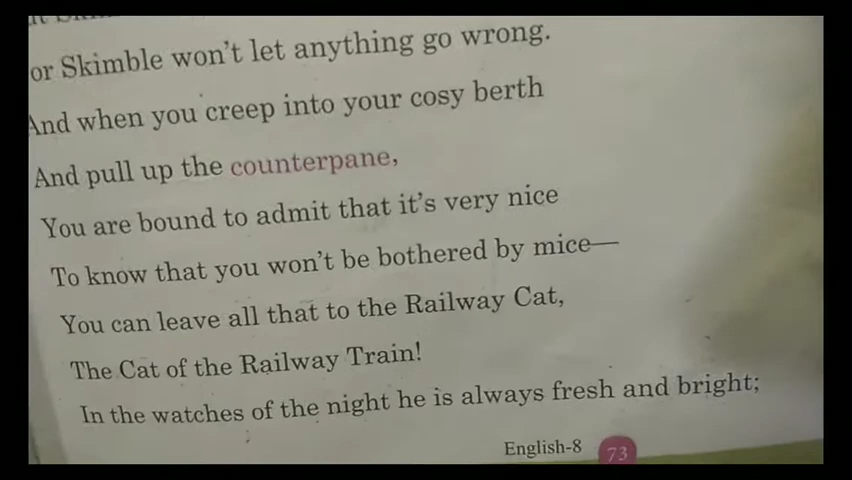 or Skimble won't let anything go wrong.
And when you creep into your cosy berth
And pull up the counterpane,
You are bound to admit that it's very nice
To know that you won't be bothered by mice—
You can leave all that to the Railway Cat,
The Cat of the Railway Train!
In the watches of the night he is always fresh and bright;
English-8 73